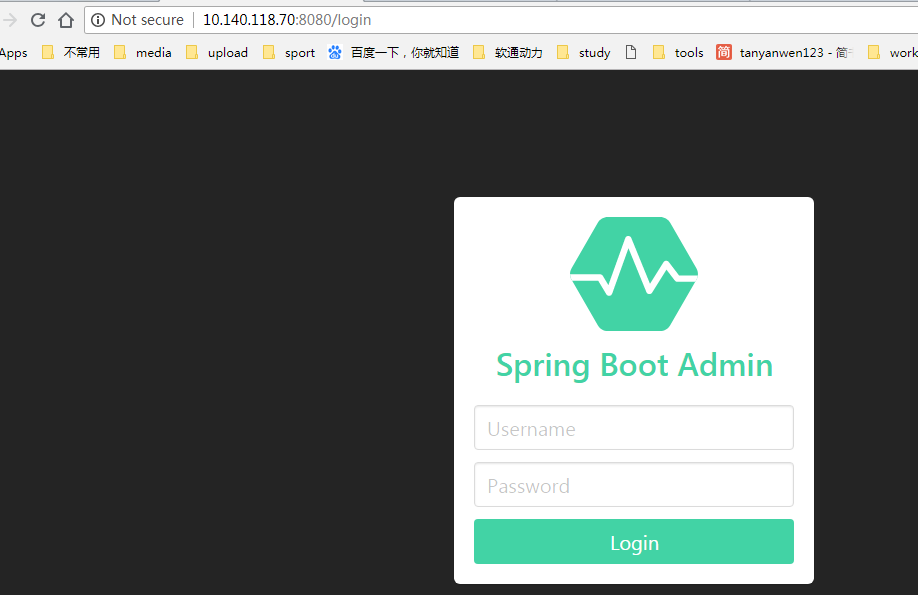 Not secure 10.140.118.70:8080/login
Apps 不常用 media upload sport 百度一下，你就知道 软通动力 study tools 简 tanyanwen123 - 简 work
Spring Boot Admin
Username
Password
Login